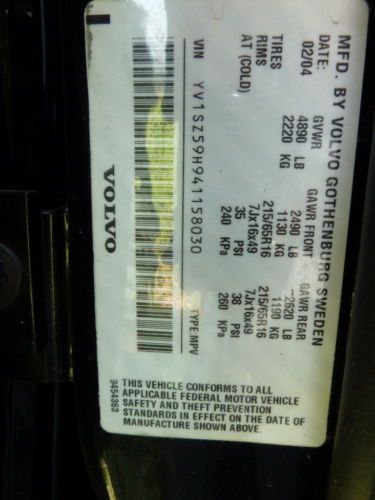 MFD. BY VOLVO GOTHENBURG SWEDEN
02/04 GVWR GAWR FRONT GAWR REAR
4890 LB 2490 LB 2620 LB
2220 KG 1130 KG 1190 KG
TIRES 215/65R16 215/65R16
RIMS 7Jx16x49 7Jx16x49
AT (COLD) 35 PSI 38 PSI
240 KPa 260 KPa
VIN YV1SZ59H941158030 TYPE:MPV
VOLVO
THIS VEHICLE CONFORMS TO ALL
APPLICABLE FEDERAL MOTOR VEHICLE
SAFETY AND THEFT PREVENTION
STANDARDS IN EFFECT ON THE DATE OF
MANUFACTURE SHOWN ABOVE.
9454363